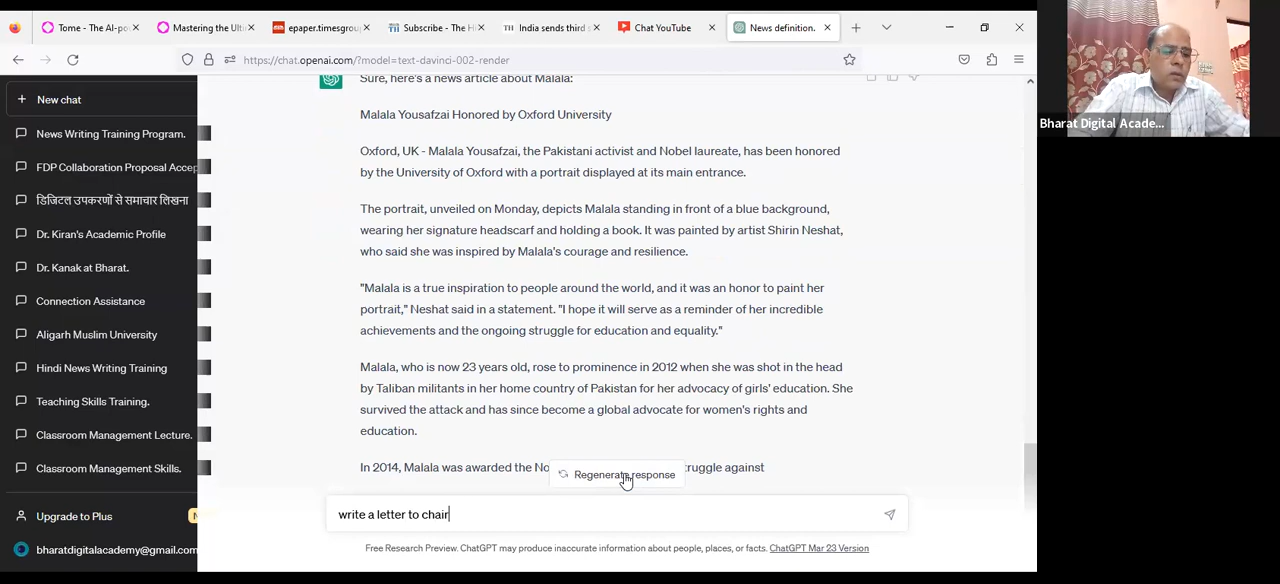 Tome - The AI-po
Mastering the Ulti
epaper.timesgrou
Subscribe - The Hi
TH India sends third s
Chat YouTube
News definition.
https://chat.openai.com/?model=text-davinci-002-render
Bharat Digital Acade...
New chat
News Writing Training Program.
FDP Collaboration Proposal Accep
डिजिटल उपकरणों से समाचार लिखना
Dr. Kiran's Academic Profile
Dr. Kanak at Bharat.
Connection Assistance
Aligarh Muslim University
Hindi News Writing Training
Teaching Skills Training.
Classroom Management Lecture.
Classroom Management Skills.
Upgrade to Plus
N
bharatdigitalacademy@gmail.com
Sure, here's a news article about Malala:
Malala Yousafzai Honored by Oxford University
Oxford, UK - Malala Yousafzai, the Pakistani activist and Nobel laureate, has been honored
by the University of Oxford with a portrait displayed at its main entrance.
The portrait, unveiled on Monday, depicts Malala standing in front of a blue background,
wearing her signature headscarf and holding a book. It was painted by artist Shirin Neshat,
who said she was inspired by Malala's courage and resilience.
"Malala is a true inspiration to people around the world, and it was an honor to paint her
portrait," Neshat said in a statement. "I hope it will serve as a reminder of her incredible
achievements and the ongoing struggle for education and equality."
Malala, who is now 23 years old, rose to prominence in 2012 when she was shot in the head
by Taliban militants in her home country of Pakistan for her advocacy of girls' education. She
survived the attack and has since become a global advocate for women's rights and
education.
In 2014, Malala was awarded the No truggle against
Regenerate response
write a letter to chair
Free Research Preview. ChatGPT may produce inaccurate information about people, places, or facts. ChatGPT Mar 23 Version